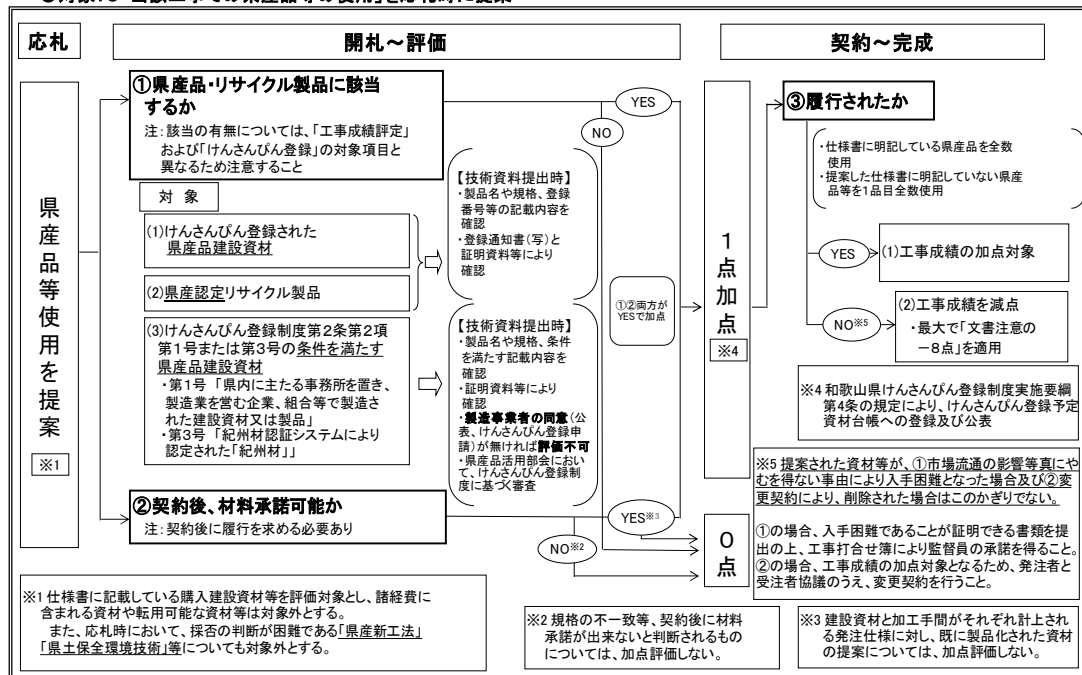 応札
開札～評価
契約～完成
県産品等使用を提案
※1
①県産品・リサイクル製品に該当
するか
注：該当の有無については、「工事成績評定」
および「けんさんぴん登録」の対象項目と
異なるため注意すること
対 象
(1)けんさんぴん登録された
県産品建設資材
(2)県産認定リサイクル製品
(3)けんさんぴん登録制度第2条第2項
第1号または第3号の条件を満たす
県産品建設資材
・第1号 「県内に主たる事務所を置き、
製造業を営む企業、組合等で製造さ
れた建設資材又は製品」
・第3号 「紀州材認証システムにより
認定された「紀州材」」
②契約後、材料承諾可能か
注：契約後に履行を求める必要あり
【技術資料提出時】
・製品名や規格、登録
番号等の記載内容を
確認
・登録通知書(写)と
証明資料等により
確認
【技術資料提出時】
・製品名や規格、条件
を満たす記載内容を
確認
・証明資料等により
確認
・製造事業者の同意(公
表、けんさんぴん登録申
請)が無ければ評価不可
・県産品活用部会におい
て、けんさんぴん登録制
度に基づく審査
YES
NO
①②両方が
YESで加点
YES※3
NO※2
1点加点
※4
0点
③履行されたか
・仕様書に明記している県産品を全数
使用
・提案した仕様書に明記していない県産
品等を1品目全数使用
YES
(1)工事成績の加点対象
NO※5
(2)工事成績を減点
・最大で「文書注意の
－8点」を適用
※4 和歌山県けんさんぴん登録制度実施要綱
第4条の規定により、けんさんぴん登録予定
資材台帳への登録及び公表
※5 提案された資材等が、①市場流通の影響等真にや
むを得ない事由により入手困難となった場合及び②変
更契約により、削除された場合はこのかぎりでない。
①の場合、入手困難であることが証明できる書類を提
出の上、工事打合せ簿により監督員の承諾を得ること。
②の場合、工事成績の加点対象となるため、発注者と
受注者協議のうえ、変更契約を行うこと。
※1 仕様書に記載している購入建設資材等を評価対象とし、諸経費に
含まれる資材や転用可能な資材等は対象外とする。
また、応札時において、採否の判断が困難である「県産新工法」
「県土保全環境技術」等についても対象外とする。
※2 規格の不一致等、契約後に材料
承諾が出来ないと判断されるもの
については、加点評価しない。
※3 建設資材と加工手間がそれぞれ計上され
る発注仕様に対し、既に製品化された資材
の提案については、加点評価しない。